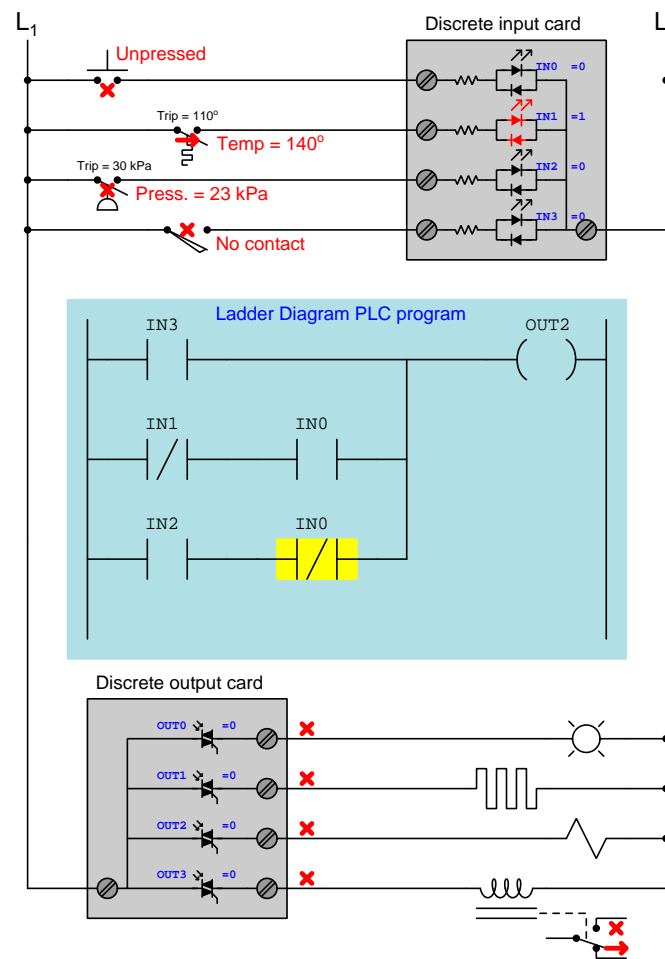 L1
Discrete input card
L
Unpressed
IN0 =0
Trip = 110o
IN1 =1
Temp = 140o
Trip = 30 kPa
IN2 =0
Press. = 23 kPa
IN3 =0
No contact
Ladder Diagram PLC program
IN3
OUT2
IN1
IN0
IN2
IN0
Discrete output card
OUT0 =0
OUT1 =0
OUT2 =0
OUT3 =0